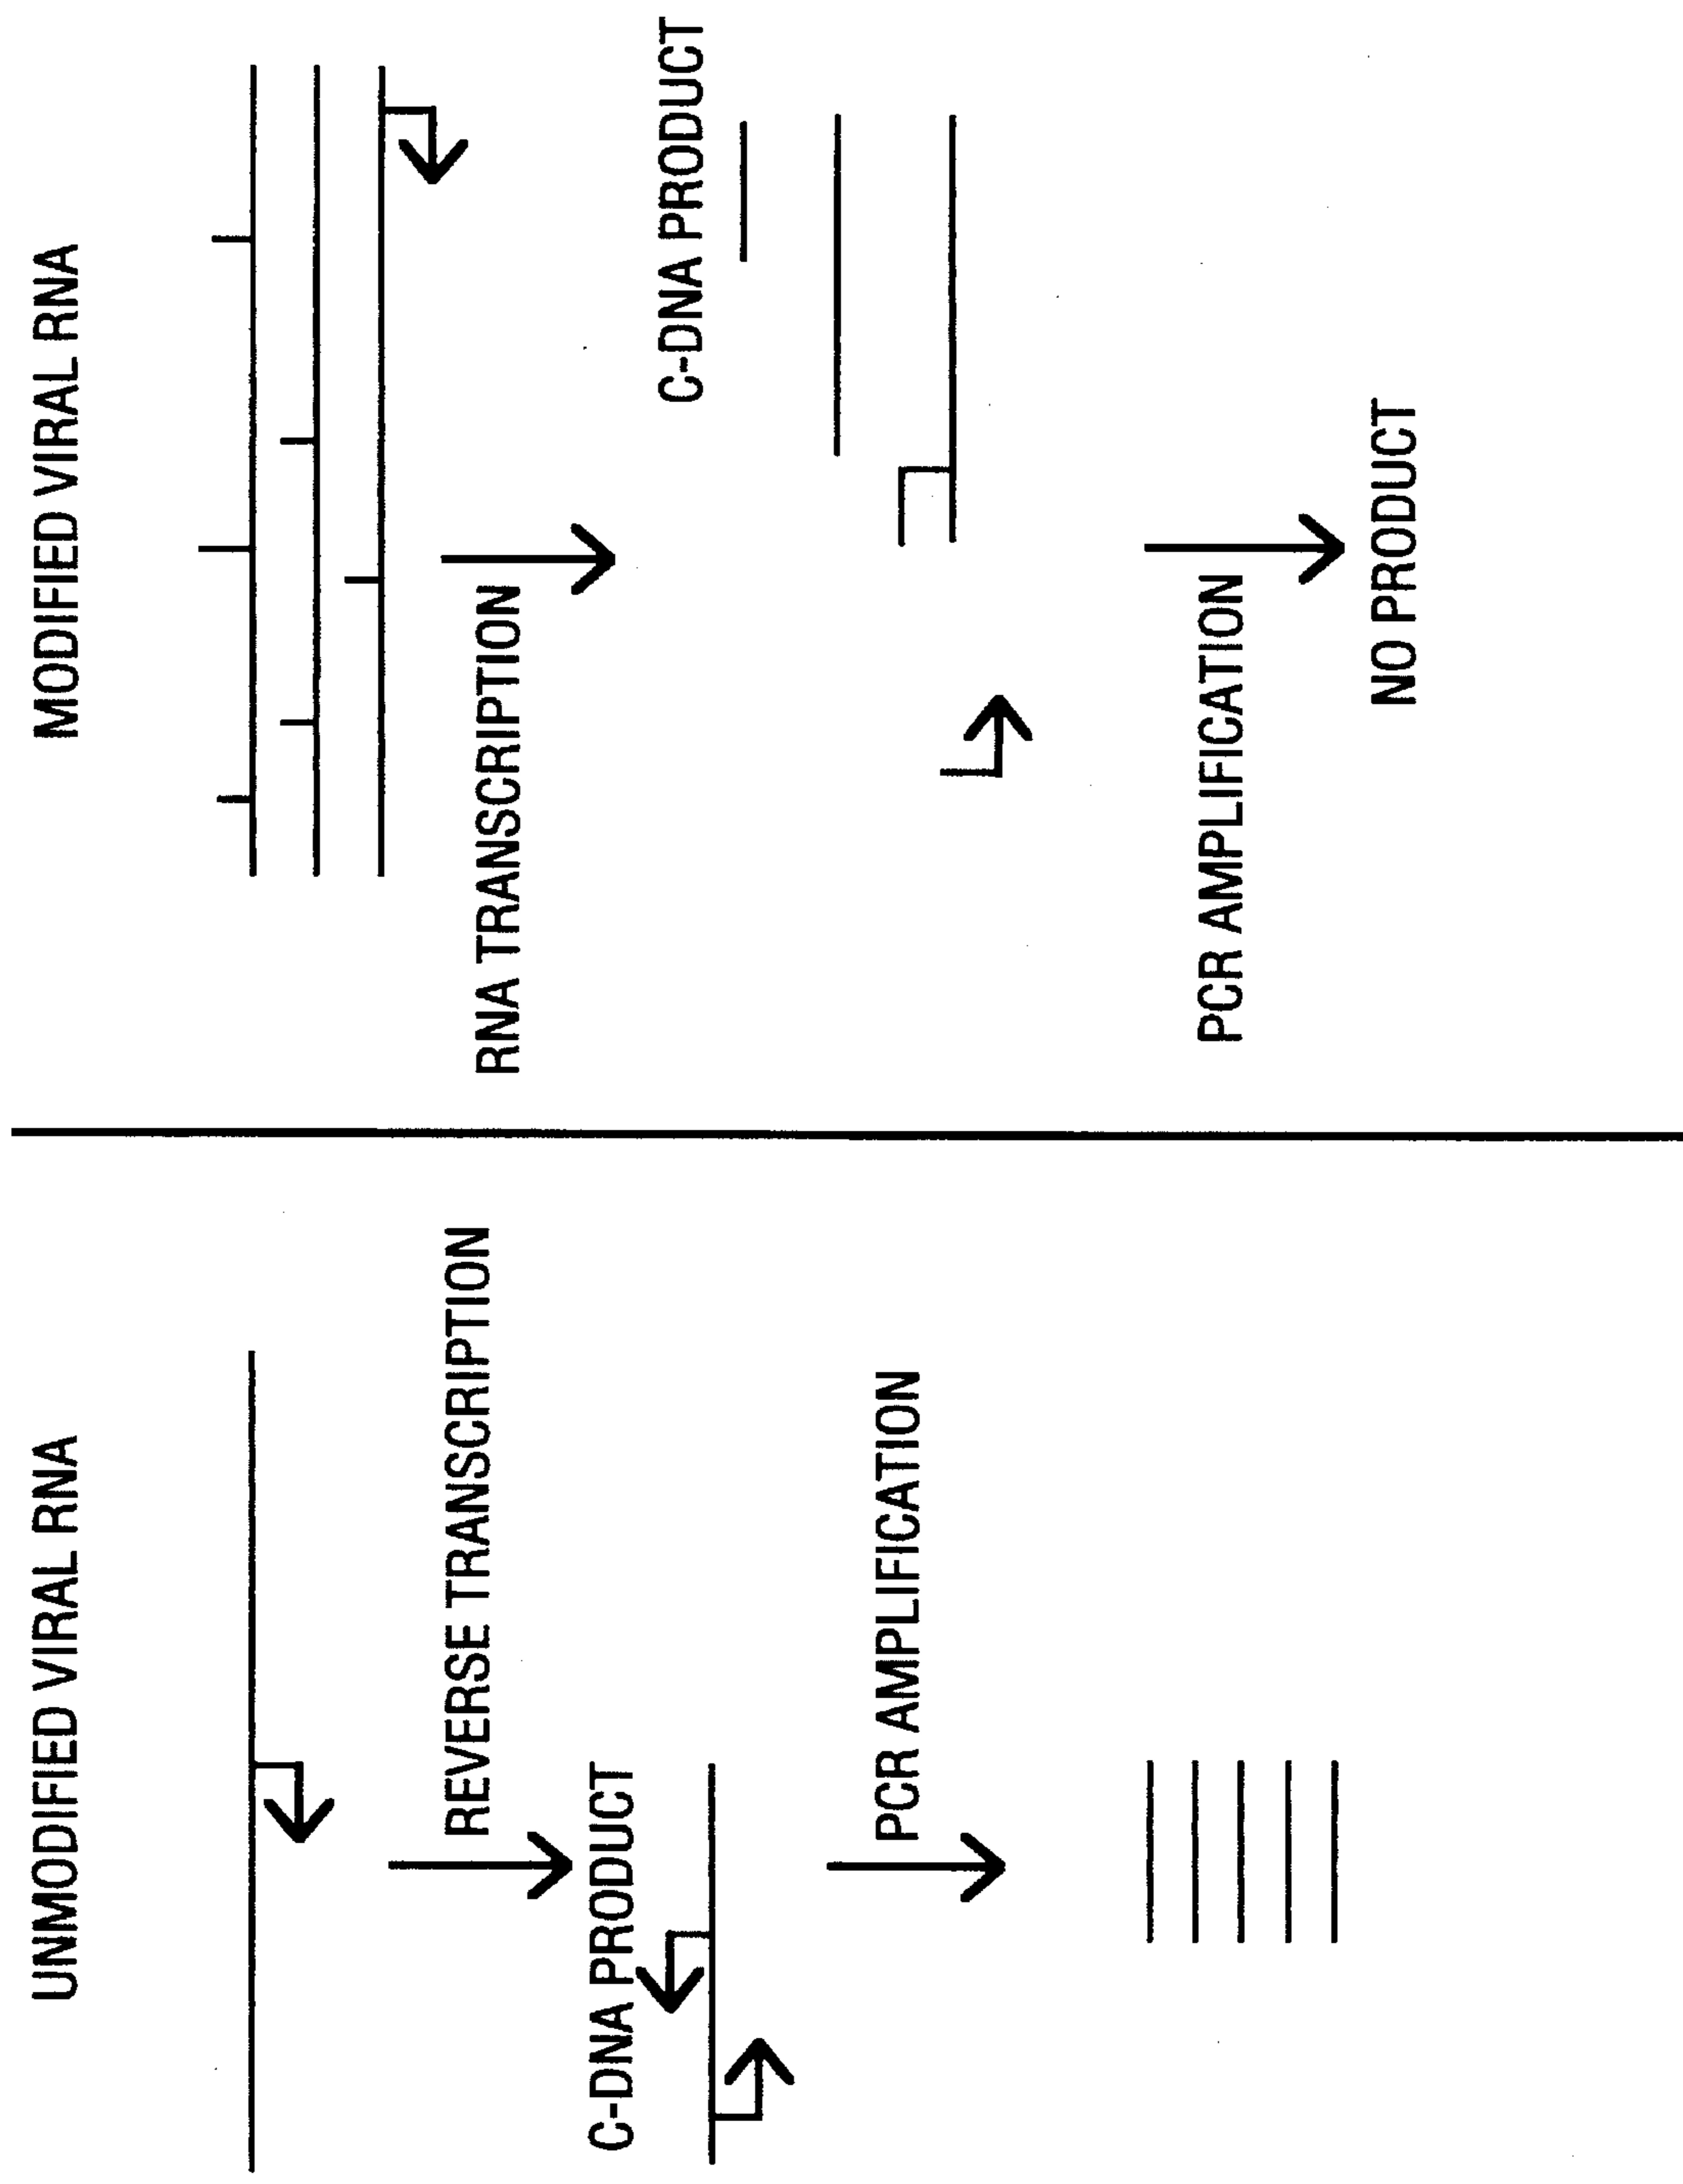 UNMODIFIED VIRAL RNA
REVERSE TRANSCRIPTION
C-DNA PRODUCT
PCR AMPLIFICATION
MODIFIED VIRAL RNA
RNA TRANSCRIPTION
C-DNA PRODUCT
PCR AMPLIFICATION
NO PRODUCT